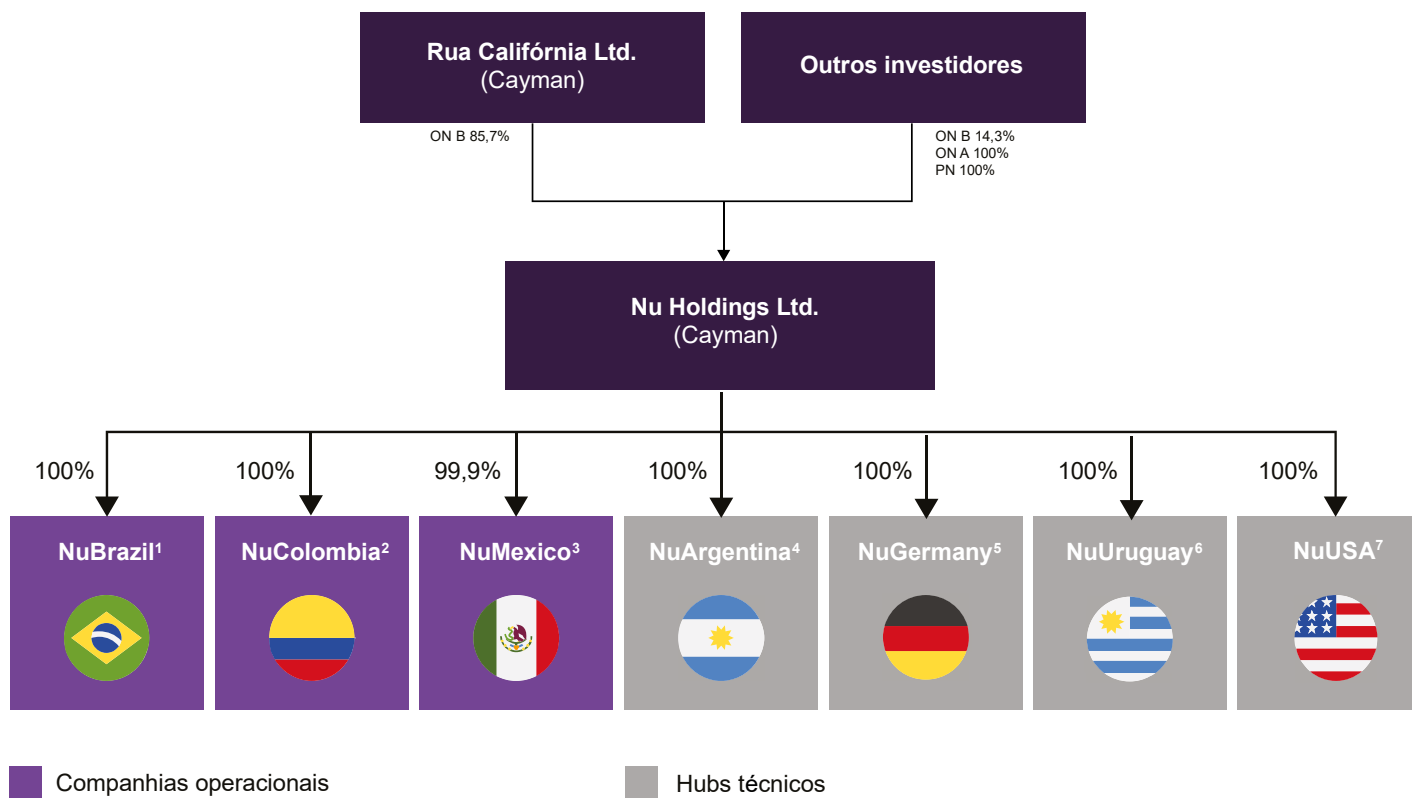 Rua Califórnia Ltd.
(Cayman)
Outros investidores
ON B 85,7%
ON B 14,3%
ON A 100%
PN 100%
Nu Holdings Ltd.
(Cayman)
100%
100%
99,9%
100%
100%
100%
100%
NuBrazil¹
NuColombia²
NuMexico³
NuArgentina⁴
NuGermany⁵
NuUruguay⁶
NuUSA⁷
Companhias operacionais
Hubs técnicos